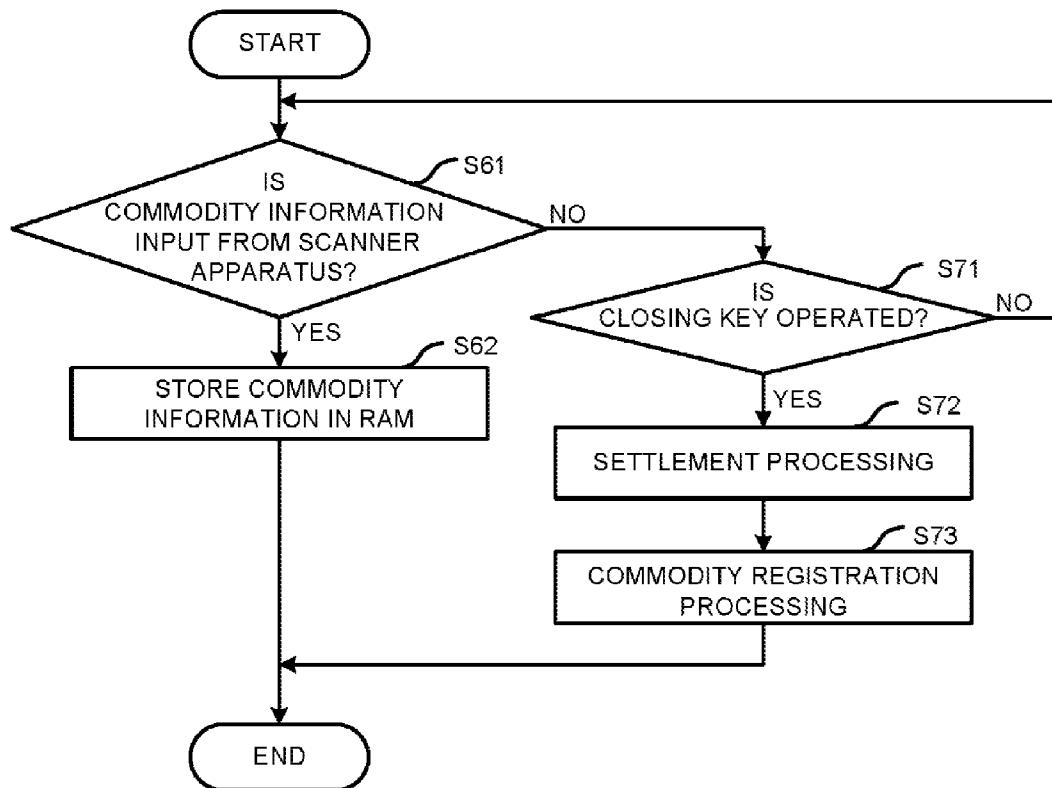 START
S61
IS
COMMODITY INFORMATION
INPUT FROM SCANNER
APPARATUS?
NO
YES
S71
IS
CLOSING KEY OPERATED?
NO
YES
S62
STORE COMMODITY
INFORMATION IN RAM
S72
SETTLEMENT PROCESSING
S73
COMMODITY REGISTRATION
PROCESSING
END